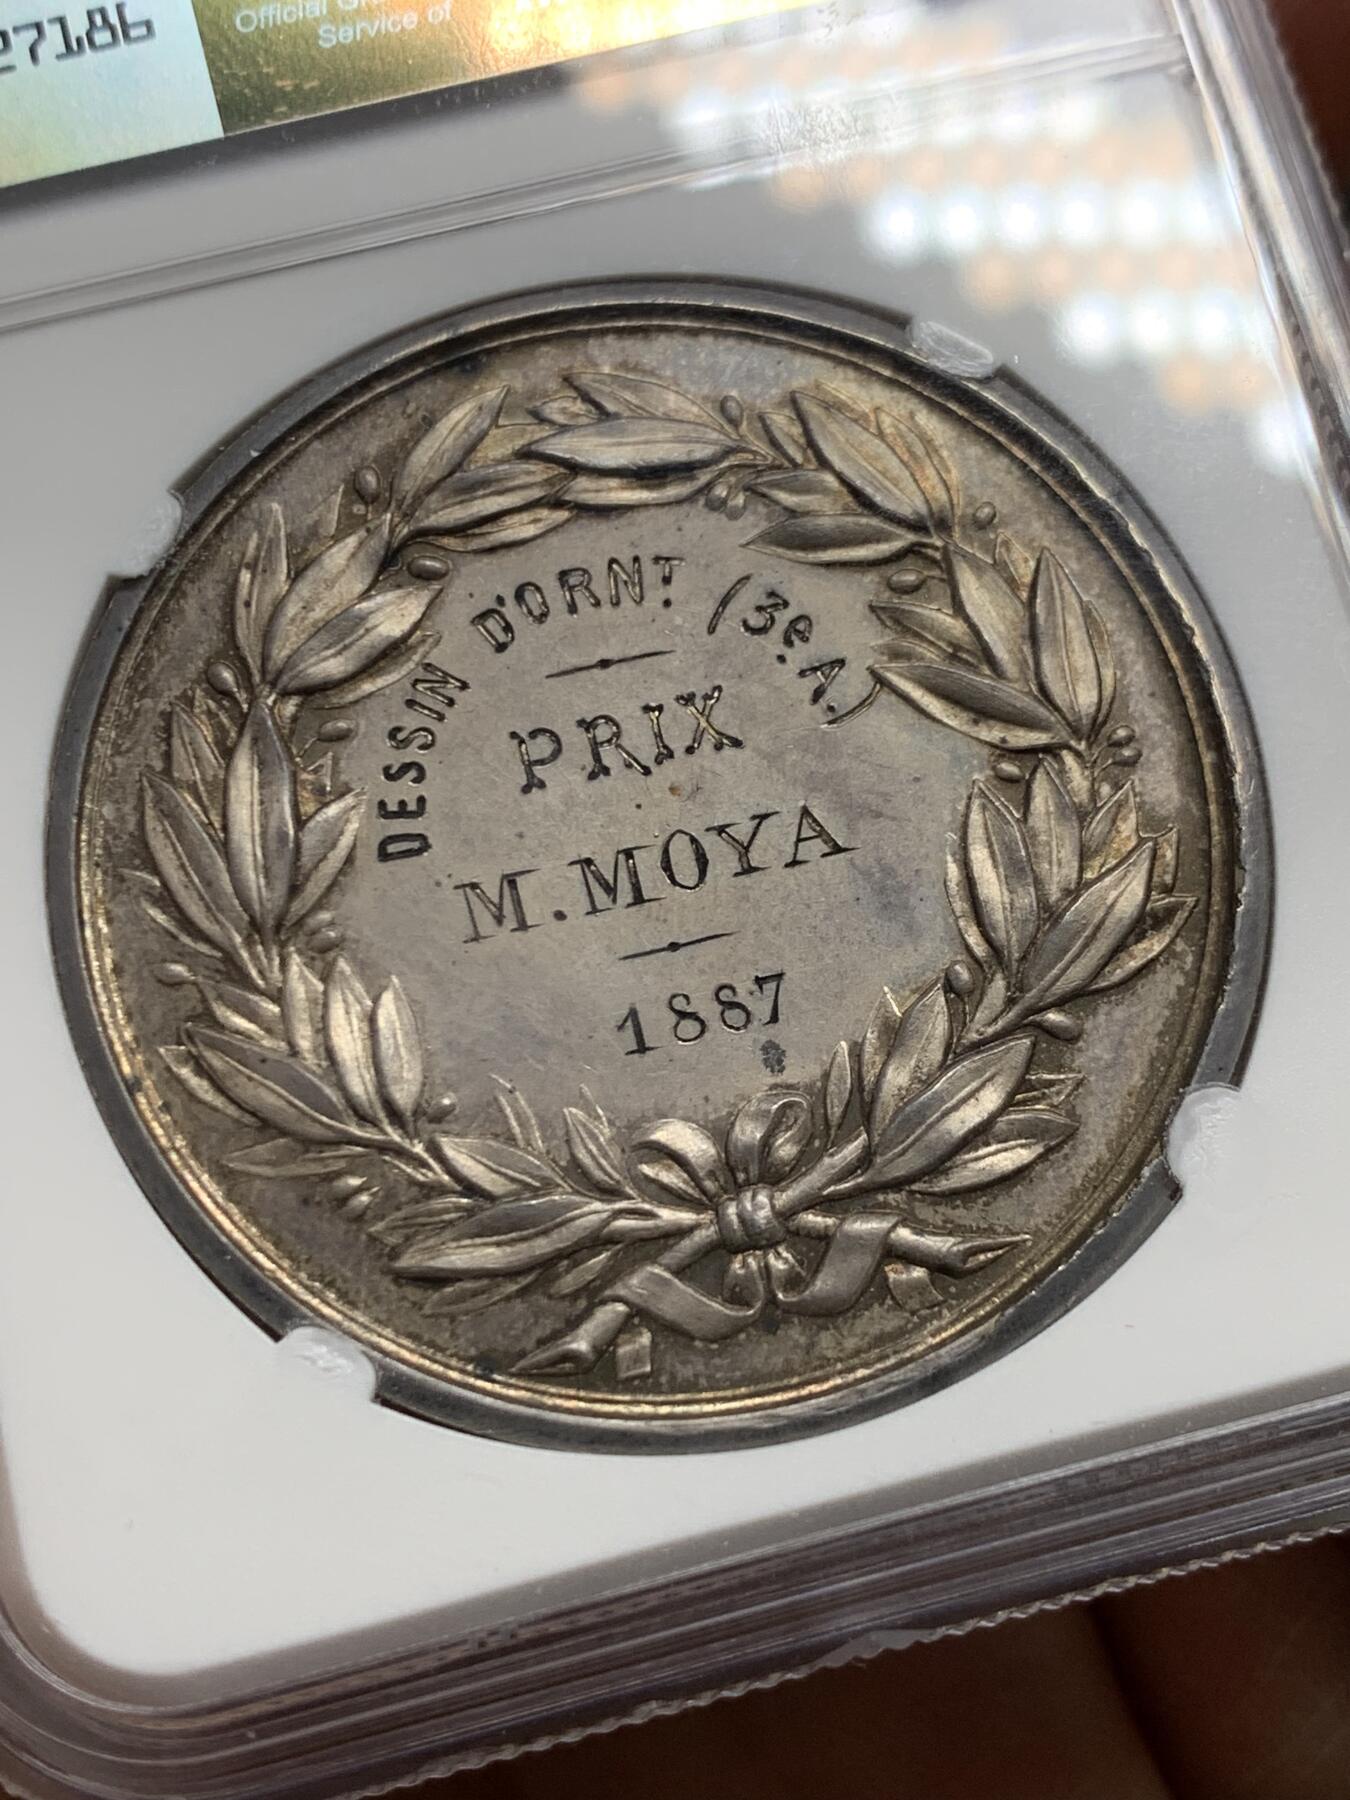 27186
Official
Service of
DESSIN D'ORNT. (3e. A.)
PRIX
M. MOYA
1887